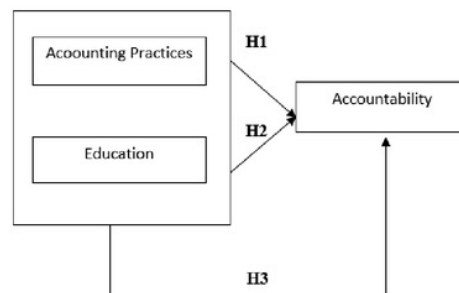 Acoounting Practices
H1
Accountability
H2
Education
H3